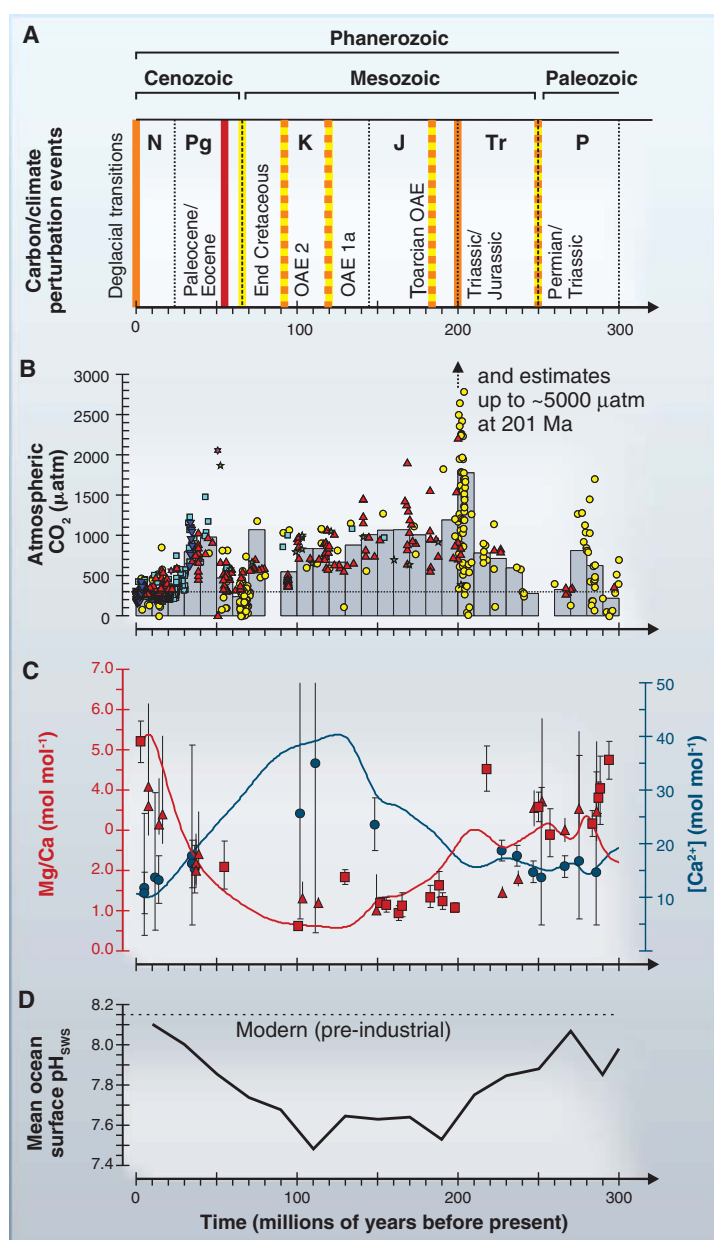 A
Phanerozoic
Cenozoic
Mesozoic
Paleozoic
Carbon/climate
perturbation events
N
Pg
K
J
Tr
P
Deglacial transitions
Paleocene/
Eocene
End Cretaceous
OAE 2
OAE 1a
Toarcian OAE
Triassic/
Jurassic
Permian/
Triassic
0
100
200
300
B
Atmospheric
CO2 (µatm)
3000
2500
2000
1500
1000
500
0
and estimates
up to ~5000 µatm
at 201 Ma
C
Mg/Ca (mol mol⁻¹)
7.0
6.0
5.0
4.0
0
2.0
1.0
0.0
[Ca²⁺] (mol mol⁻¹)
50
40
30
20
10
0
D
Mean ocean
surface pHSWS
8.2
8.0
7.8
7.6
7.4
Modern (pre-industrial)
0
100
200
300
Time (millions of years before present)